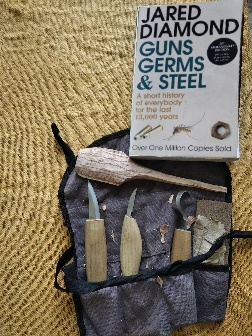 JARED
DIAMOND
GUNS
GERMS
& STEEL
A short history
of everybody
for the last
13,000 years
Over One Million Copies Sold